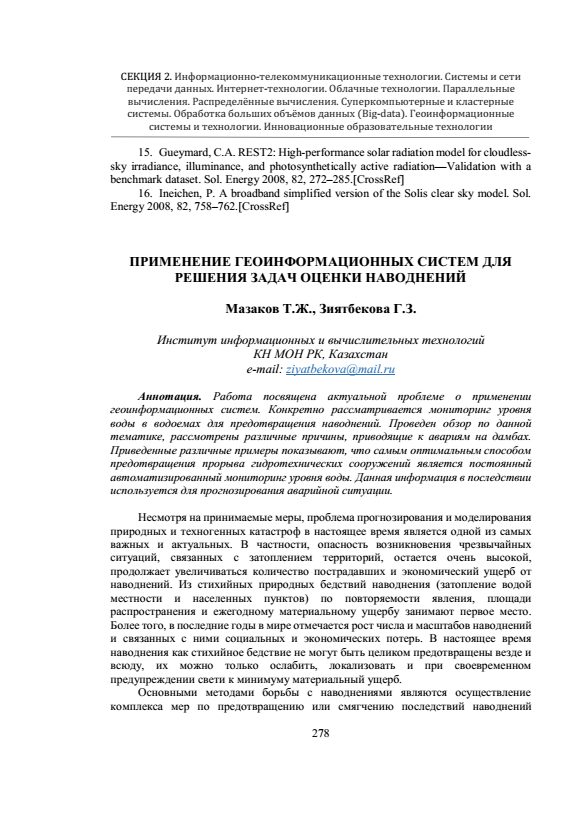 СЕКЦИЯ 2. Информационно-телекоммуникационные технологии. Системы и сети
передачи данных. Интернет-технологии. Облачные технологии. Параллельные
вычисления. Распределённые вычисления. Суперкомпьютерные и кластерные
системы. Обработка больших объёмов данных (Big-data). Геоинформационные
системы и технологии. Инновационные образовательные технологии
15. Gueymard, C.A. REST2: High-performance solar radiation model for cloudless-
sky irradiance, illuminance, and photosynthetically active radiation—Validation with a
benchmark dataset. Sol. Energy 2008, 82, 272–285.[CrossRef]
16. Ineichen, P. A broadband simplified version of the Solis clear sky model. Sol.
Energy 2008, 82, 758–762.[CrossRef]
ПРИМЕНЕНИЕ ГЕОИНФОРМАЦИОННЫХ СИСТЕМ ДЛЯ
РЕШЕНИЯ ЗАДАЧ ОЦЕНКИ НАВОДНЕНИЙ
Мазаков Т.Ж., Зиятбекова Г.З.
Институт информационных и вычислительных технологий
КН МОН РК, Казахстан
e-mail: ziyatbekova@mail.ru
Аннотация. Работа посвящена актуальной проблеме о применении
геоинформационных систем. Конкретно рассматривается мониторинг уровня
воды в водоемах для предотвращения наводнений. Проведен обзор по данной
тематике, рассмотрены различные причины, приводящие к авариям на дамбах.
Приведенные различные примеры показывают, что самым оптимальным способом
предотвращения прорыва гидротехнических сооружений является постоянный
автоматизированный мониторинг уровня воды. Данная информация в последствии
используется для прогнозирования аварийной ситуации.
Несмотря на принимаемые меры, проблема прогнозирования и моделирования
природных и техногенных катастроф в настоящее время является одной из самых
важных и актуальных. В частности, опасность возникновения чрезвычайных
ситуаций, связанных с затоплением территорий, остается очень высокой,
продолжает увеличиваться количество пострадавших и экономический ущерб от
наводнений. Из стихийных природных бедствий наводнения (затопление водой
местности и населенных пунктов) по повторяемости явления, площади
распространения и ежегодному материальному ущербу занимают первое место.
Более того, в последние годы в мире отмечается рост числа и масштабов наводнений
и связанных с ними социальных и экономических потерь. В настоящее время
наводнения как стихийное бедствие не могут быть целиком предотвращены везде и
всюду, их можно только ослабить, локализовать и при своевременном
предупреждении свети к минимуму материальный ущерб.
Основными методами борьбы с наводнениями являются осуществление
комплекса мер по предотвращению или смягчению последствий наводнений
278